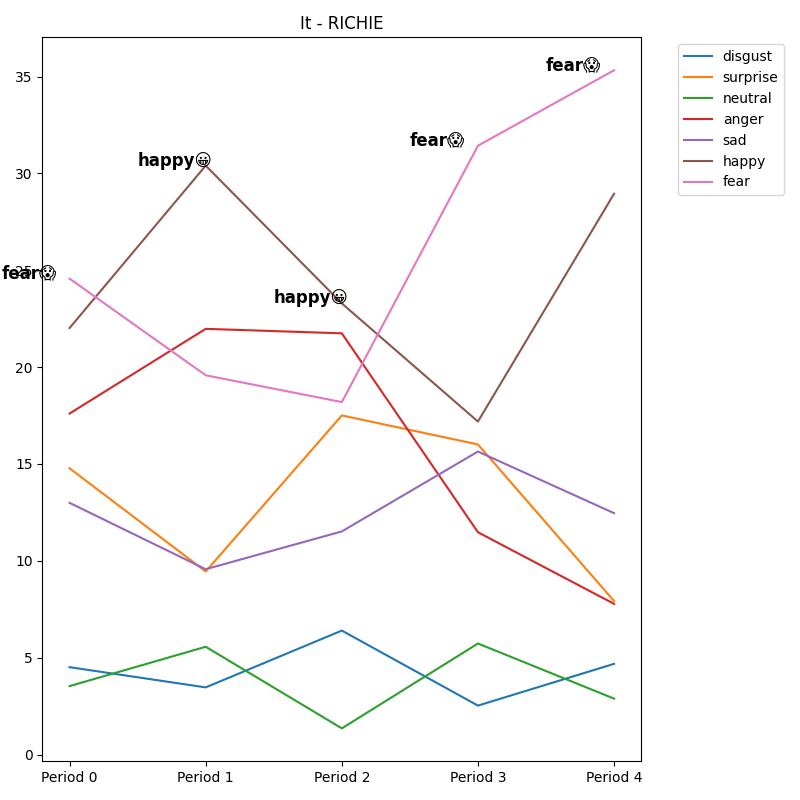 It - RICHIE
fear😱
happy😀
happy😀
fear😱
fear😱
35
30
25
20
15
10
5
0
Period 0
Period 1
Period 2
Period 3
Period 4
disgust
surprise
neutral
anger
sad
happy
fear